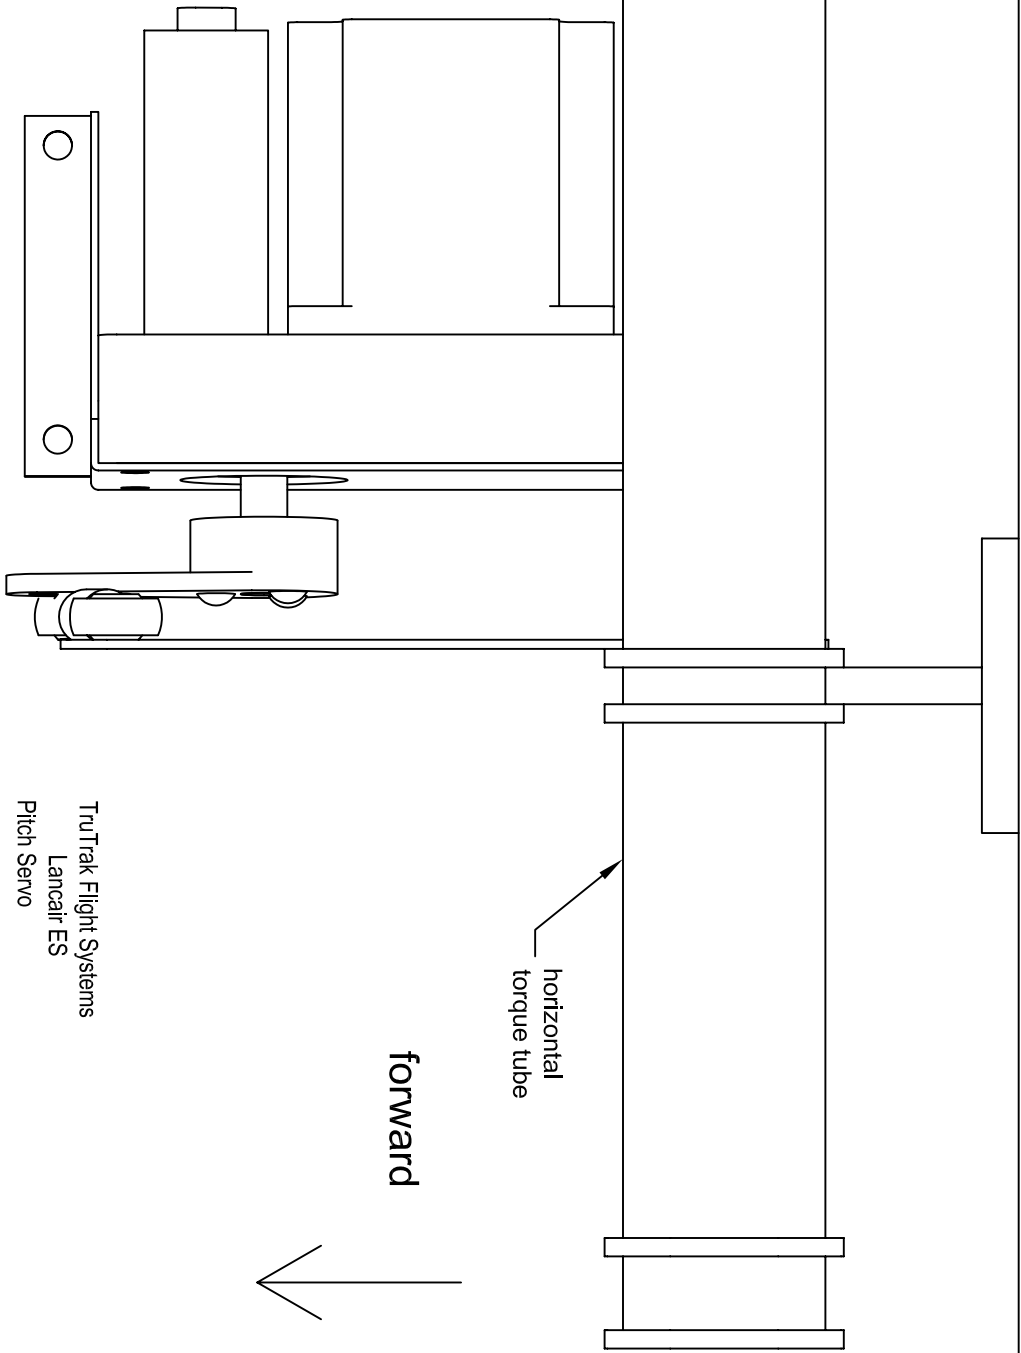 horizontal
torque tube
forward
TruTrak Flight Systems
Lancair ES
Pitch Servo